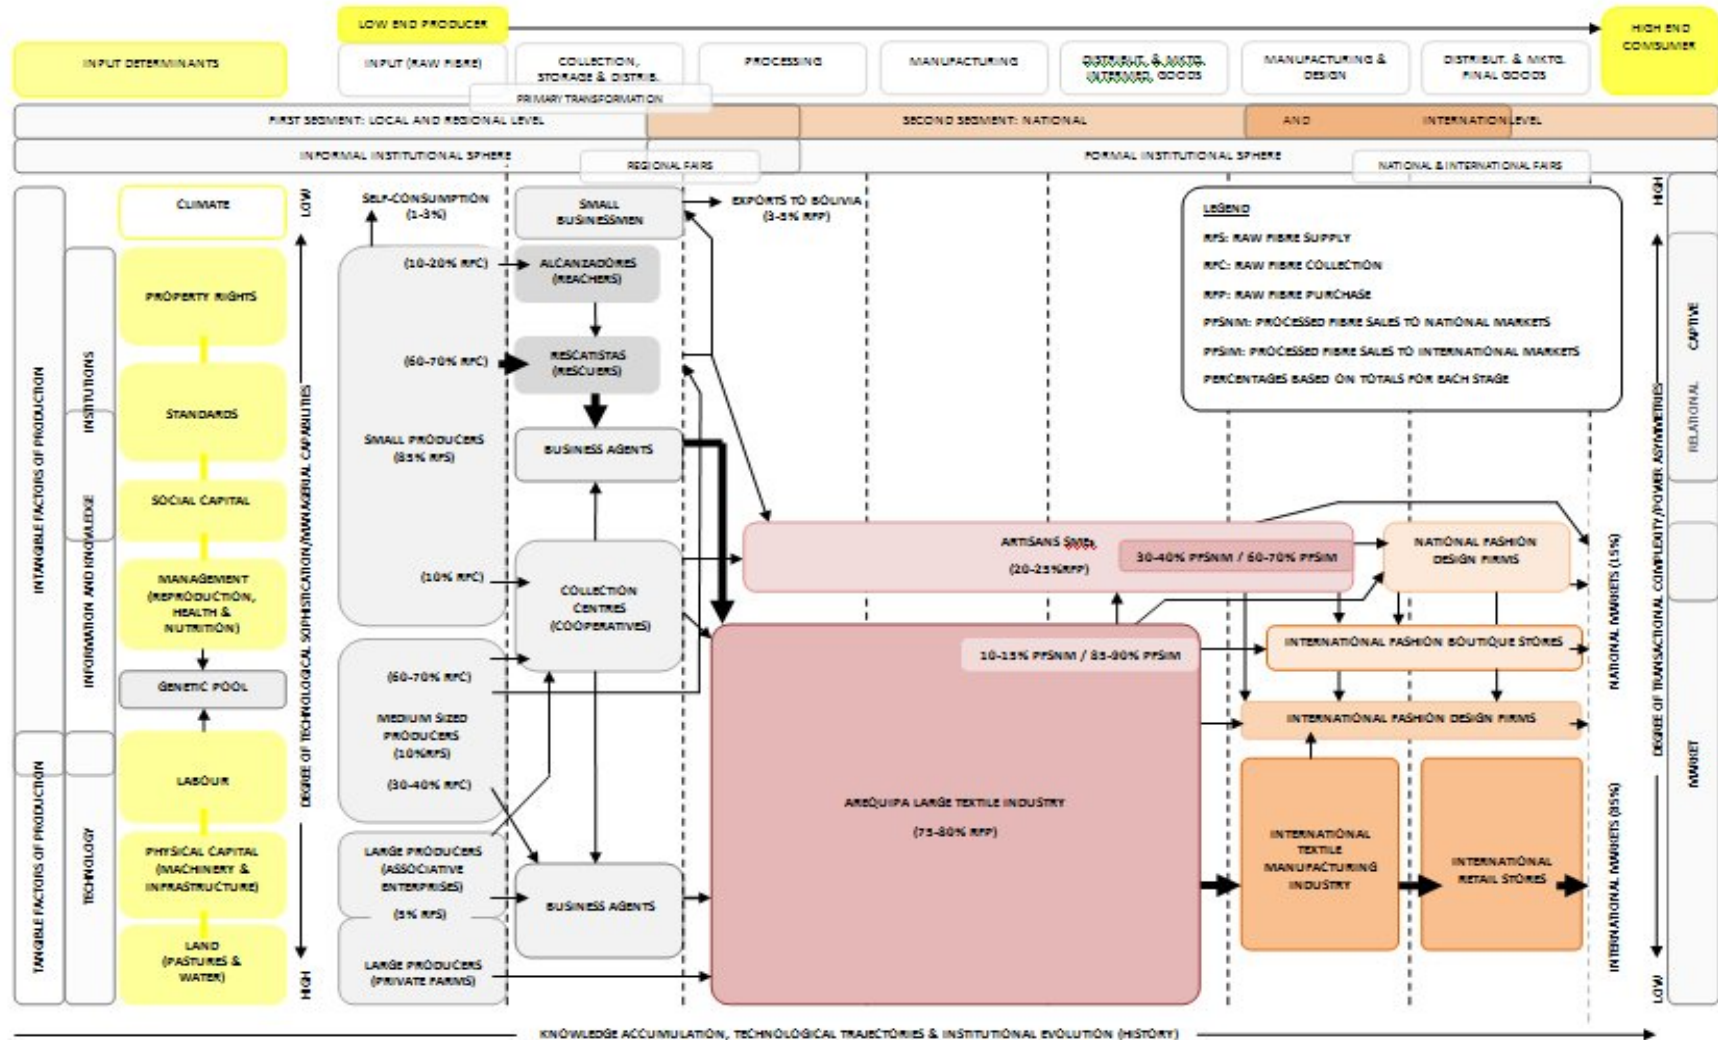 LOW END PRODUCER
HIGH END
COMSUMER
INPUT DETERMINANTS
INPUT (RAW FIBRE)
COLLECTION,
STORAGE & DISTRIB.
PROCESSING
MANUFACTURING
DISTRIBUT. & MKTG.
INTERMED. GOODS
MANUFACTURING &
DESIGN
DISTRIBUT. & MKTG.
FINAL GOODS
PRIMARY TRANSFORMATION
FIRST SEGMENT: LOCAL AND REGIONAL LEVEL
SECOND SEGMENT: NATIONAL
AND
INTERNATIONLEVEL
INFORMAL INSTITUTIONAL SPHERE
REGIONAL FAIRS
FORMAL INSTITUTIONAL SPHERE
NATIONAL & INTERNATIONAL FAIRS
INTANGIBLE FACTORS OF PRODUCTION
TANGIBLE FACTORS OF PRODUCTION
INSTITUTIONS
INFORMATION AND KNOWLEDGE
TECHNOLOGY
CLIMATE
PROPERTY RIGHTS
STANDARDS
SOCIAL CAPITAL
MANAGEMENT
(REPRODUCTION,
HEALTH &
NUTRITION)
GENETIC POOL
LABOUR
PHYSICAL CAPITAL
(MACHINERY &
INFRASTRUCTURE)
LAND
(PASTURES &
WATER)
LOW
DEGREE OF TECHNOLOGICAL SOPHISTICATION/MANAGERIAL CAPABILITIES
HIGH
SELF-CONSUMPTION
(1-3%)
(10-20% RFC)
(60-70% RFC)
SMALL PRODUCERS
(85% RFS)
(10% RFC)
(60-70% RFC)
MEDIUM SIZED
PRODUCERS
(10%RFS)
(30-40% RFC)
LARGE PRODUCERS
(ASSOCIATIVE
ENTERPRISES)
(5% RFS)
LARGE PRODUCERS
(PRIVATE FARMS)
SMALL
BUSINESSMEN
ALCANZADORES
(REACHERS)
RESCATISTAS
(RESCUERS)
BUSINESS AGENTS
COLLECTION
CENTRES
(COOPERATIVES)
BUSINESS AGENTS
EXPORTS TO BOLIVIA
(3-5% RFP)
LEGEND
RFS: RAW FIBRE SUPPLY
RFC: RAW FIBRE COLLECTION
RFP: RAW FIBRE PURCHASE
PFSNM: PROCESSED FIBRE SALES TO NATIONAL MARKETS
PFSIM: PROCESSED FIBRE SALES TO INTERNATIONAL MARKETS
PERCENTAGES BASED ON TOTALS FOR EACH STAGE
ARTISANS SMEs
(20-25%RFP)
30-40% PFSNIM / 60-70% PFSIM
NATIONAL FASHION
DESIGN FIRMS
10-15% PFSNIM / 85-90% PFSIM
INTERNATIONAL FASHION BOUTIQUE STORES
INTERNATIONAL FASHION DESIGN FIRMS
AREQUIPA LARGE TEXTILE INDUSTRY
(75-80% RFP)
INTERNATIONAL
TEXTILE
MANUFACTURING
INDUSTRY
INTERNATIONAL
RETAIL STORES
NATIONAL MARKETS (15%)
INTERNATIONAL MARKETS (85%)
HIGH
DEGREE OF TRANSACTIONAL COMPLEXITY/POWER ASYMMETRIES
LOW
CAPTIVE
RELATIONAL
MARKET
KNOWLEDGE ACCUMULATION, TECHNOLOGICAL TRAJECTORIES & INSTITUTIONAL EVOLUTION (HISTORY)